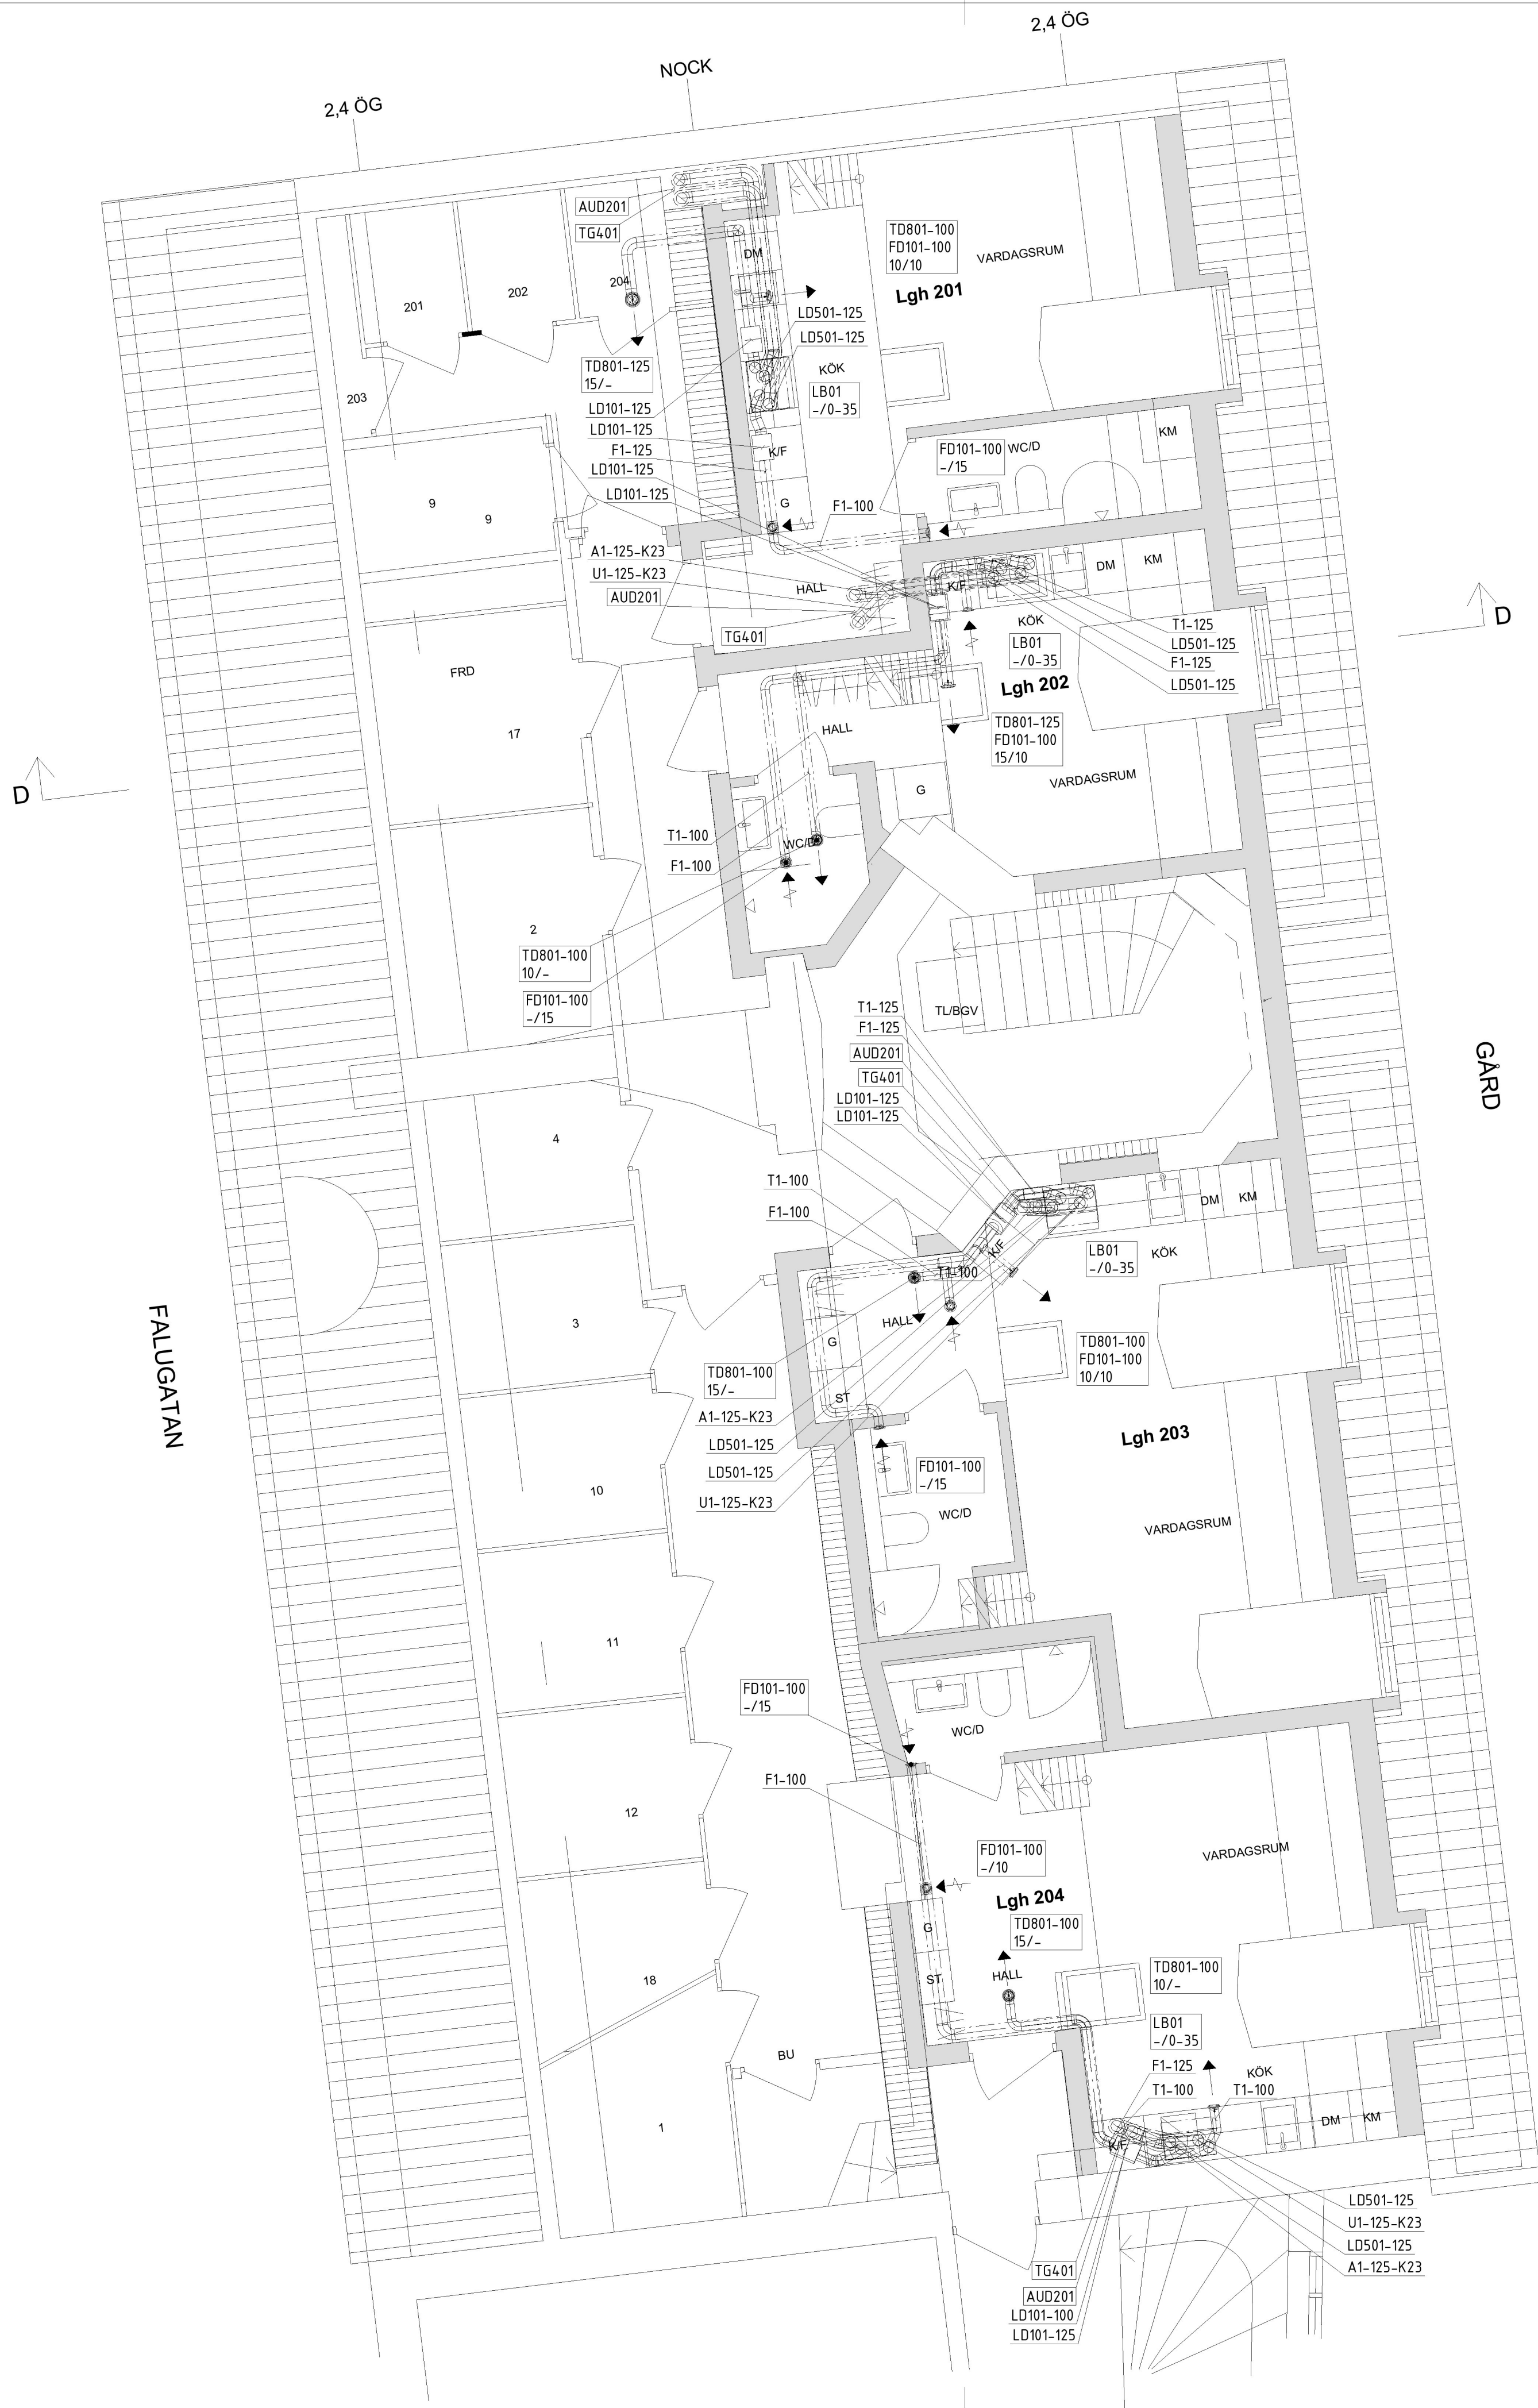 2,4 ÖG
NOCK
2,4 ÖG
AUD201
TG401
DM
204
201
202
203
TD801-100
FD101-100
10/10
VARDAGSRUM
Lgh 201
LD501-125
LD501-125
TD801-125
15/-
KÖK
LB01
-/0-35
LD101-125
LD101-125
F1-125
LD101-125
LD101-125
K/F
G
FD101-100
-/15
WC/D
KM
9
9
F1-100
A1-125-K23
U1-125-K23
AUD201
TG401
HALL
K/F
DM
KM
KÖK
LB01
-/0-35
T1-125
LD501-125
F1-125
LD501-125
D
FRD
Lgh 202
17
HALL
TD801-125
FD101-100
15/10
VARDAGSRUM
D
G
T1-100
F1-100
WC/D
2
TD801-100
10/-
FD101-100
-/15
TL/BGV
T1-125
F1-125
AUD201
TG401
LD101-125
LD101-125
GÅRD
4
T1-100
F1-100
DM
KM
K/F
T1-100
LB01
-/0-35
KÖK
FALUGATAN
3
HALL
G
ST
TD801-100
15/-
TD801-100
FD101-100
10/10
A1-125-K23
LD501-125
LD501-125
U1-125-K23
Lgh 203
FD101-100
-/15
WC/D
VARDAGSRUM
10
11
FD101-100
-/15
WC/D
F1-100
12
FD101-100
-/10
VARDAGSRUM
Lgh 204
G
TD801-100
15/-
ST
HALL
18
TD801-100
10/-
LB01
-/0-35
BU
F1-125
T1-100
KÖK
T1-100
K/F
DM
KM
1
LD501-125
U1-125-K23
LD501-125
A1-125-K23
TG401
AUD201
LD101-100
LD101-125